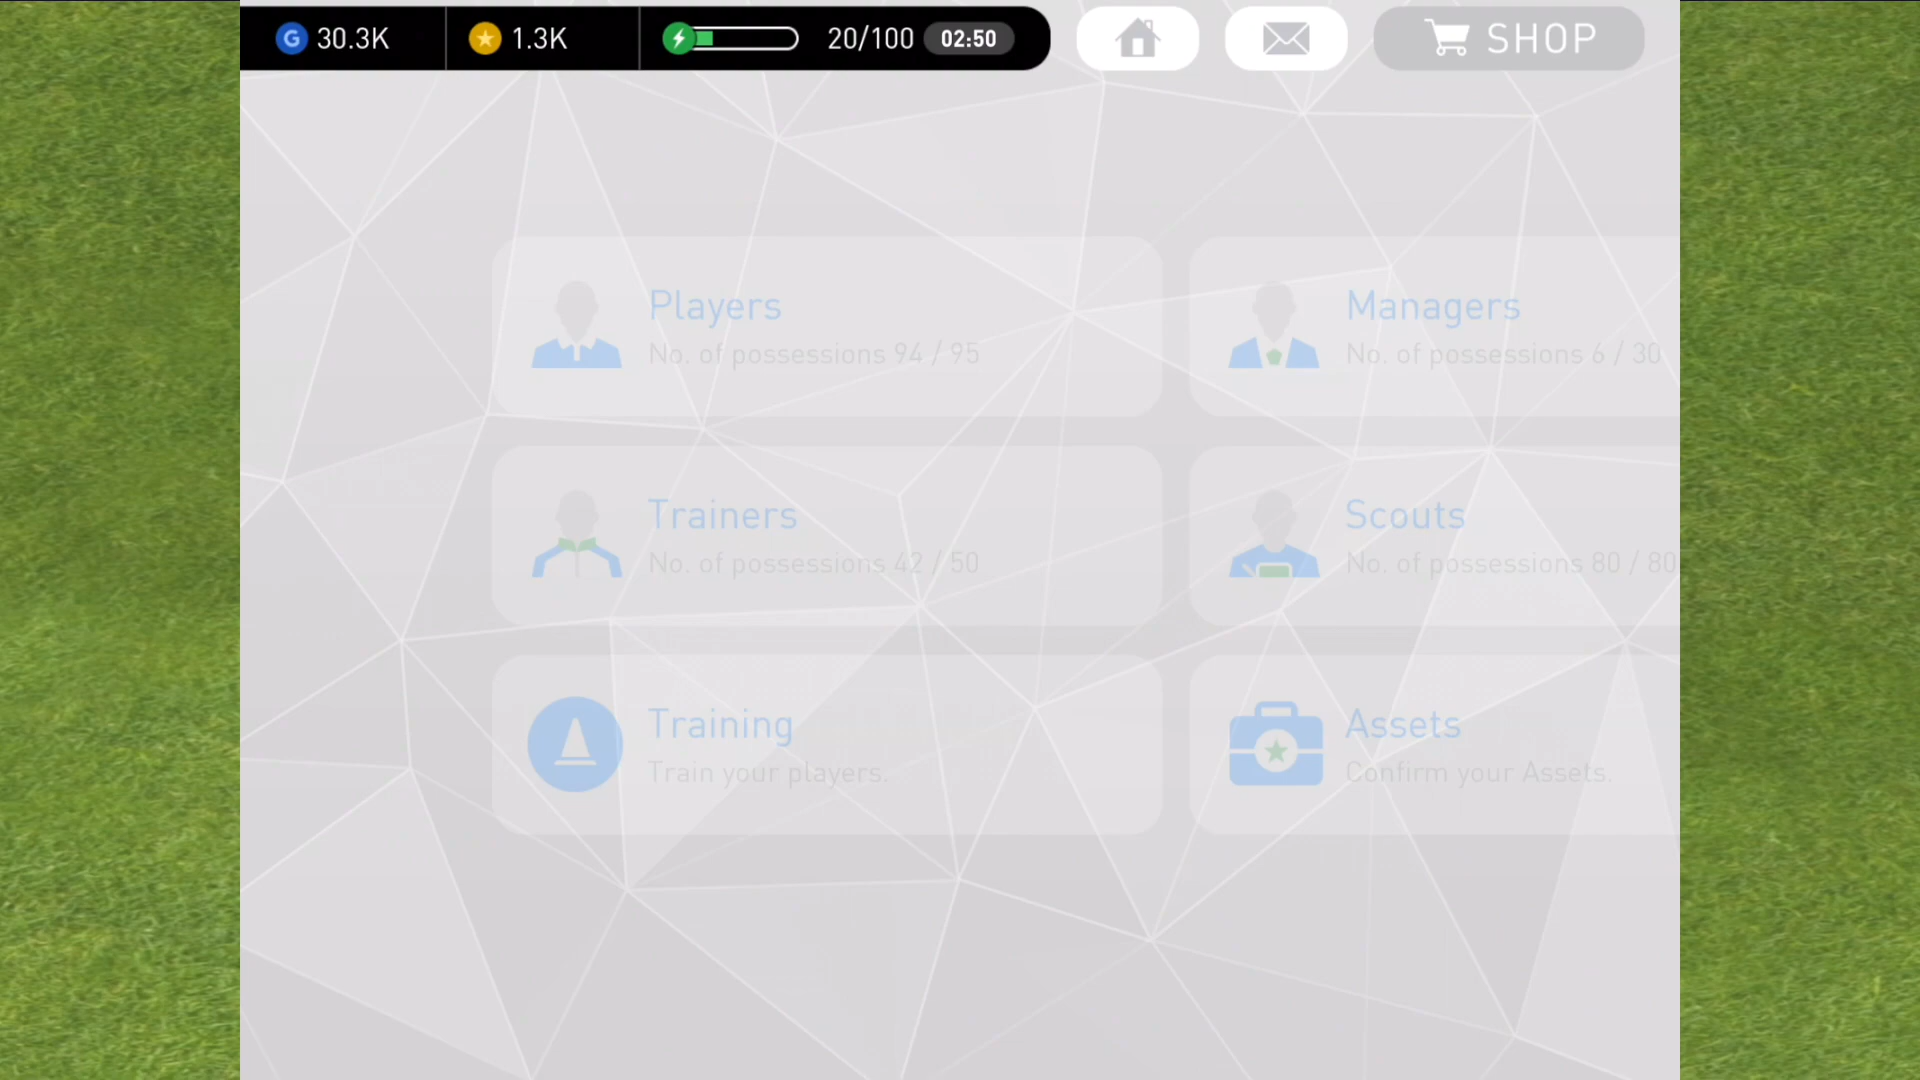 G 30.3K 1.3K 20/100 02:50 SHOP
Players
No. of possessions 94 / 95
Managers
No. of possessions 6 / 30
Trainers
No. of possessions 42 / 50
Scouts
No. of possessions 80 / 80
Training
Train your players.
Assets
Confirm your Assets.